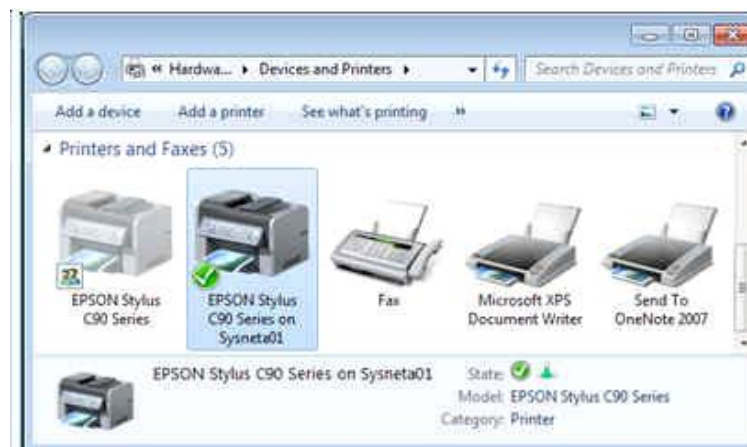 « Hardwa... ▸ Devices and Printers ▸
Search Devices and Printers
Add a device Add a printer See what's printing »
Printers and Faxes (5)
EPSON Stylus
C90 Series
EPSON Stylus
C90 Series on
Sysneta01
Fax
Microsoft XPS
Document Writer
Send To
OneNote 2007
EPSON Stylus C90 Series on Sysneta01
State:
Model: EPSON Stylus C90 Series
Category: Printer